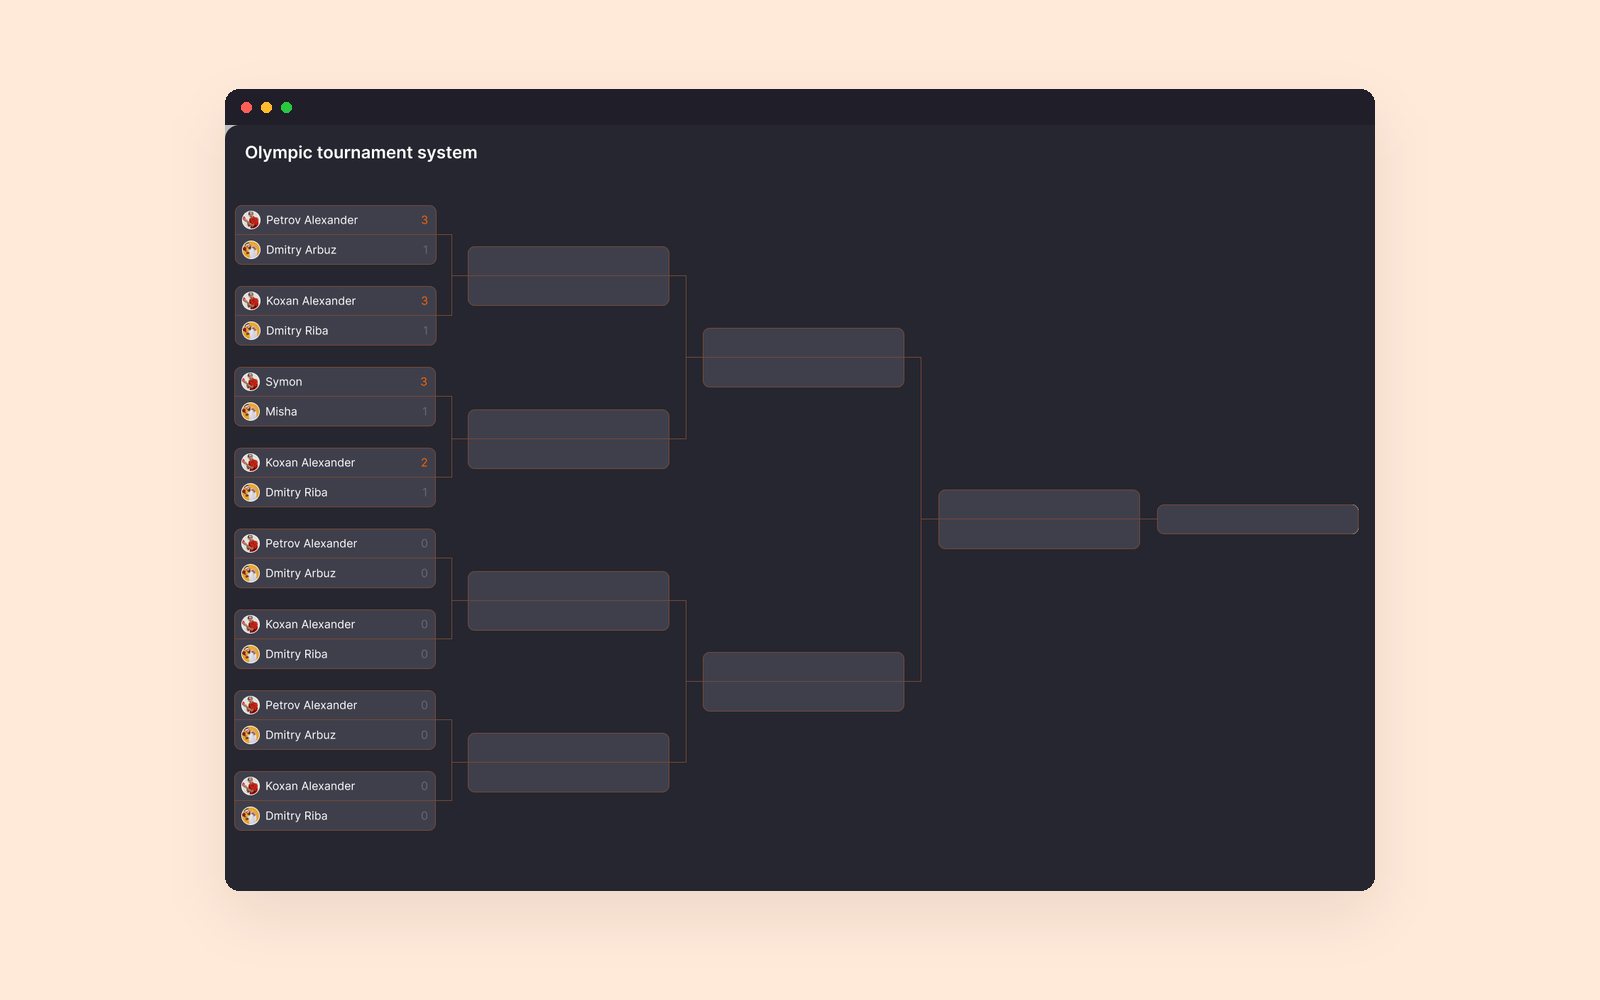 Olympic tournament system
Petrov Alexander 3
Dmitry Arbuz 1
Koxan Alexander 3
Dmitry Riba 1
Symon 3
Misha 1
Koxan Alexander 2
Dmitry Riba 1
Petrov Alexander 0
Dmitry Arbuz 0
Koxan Alexander 0
Dmitry Riba 0
Petrov Alexander 0
Dmitry Arbuz 0
Koxan Alexander 0
Dmitry Riba 0